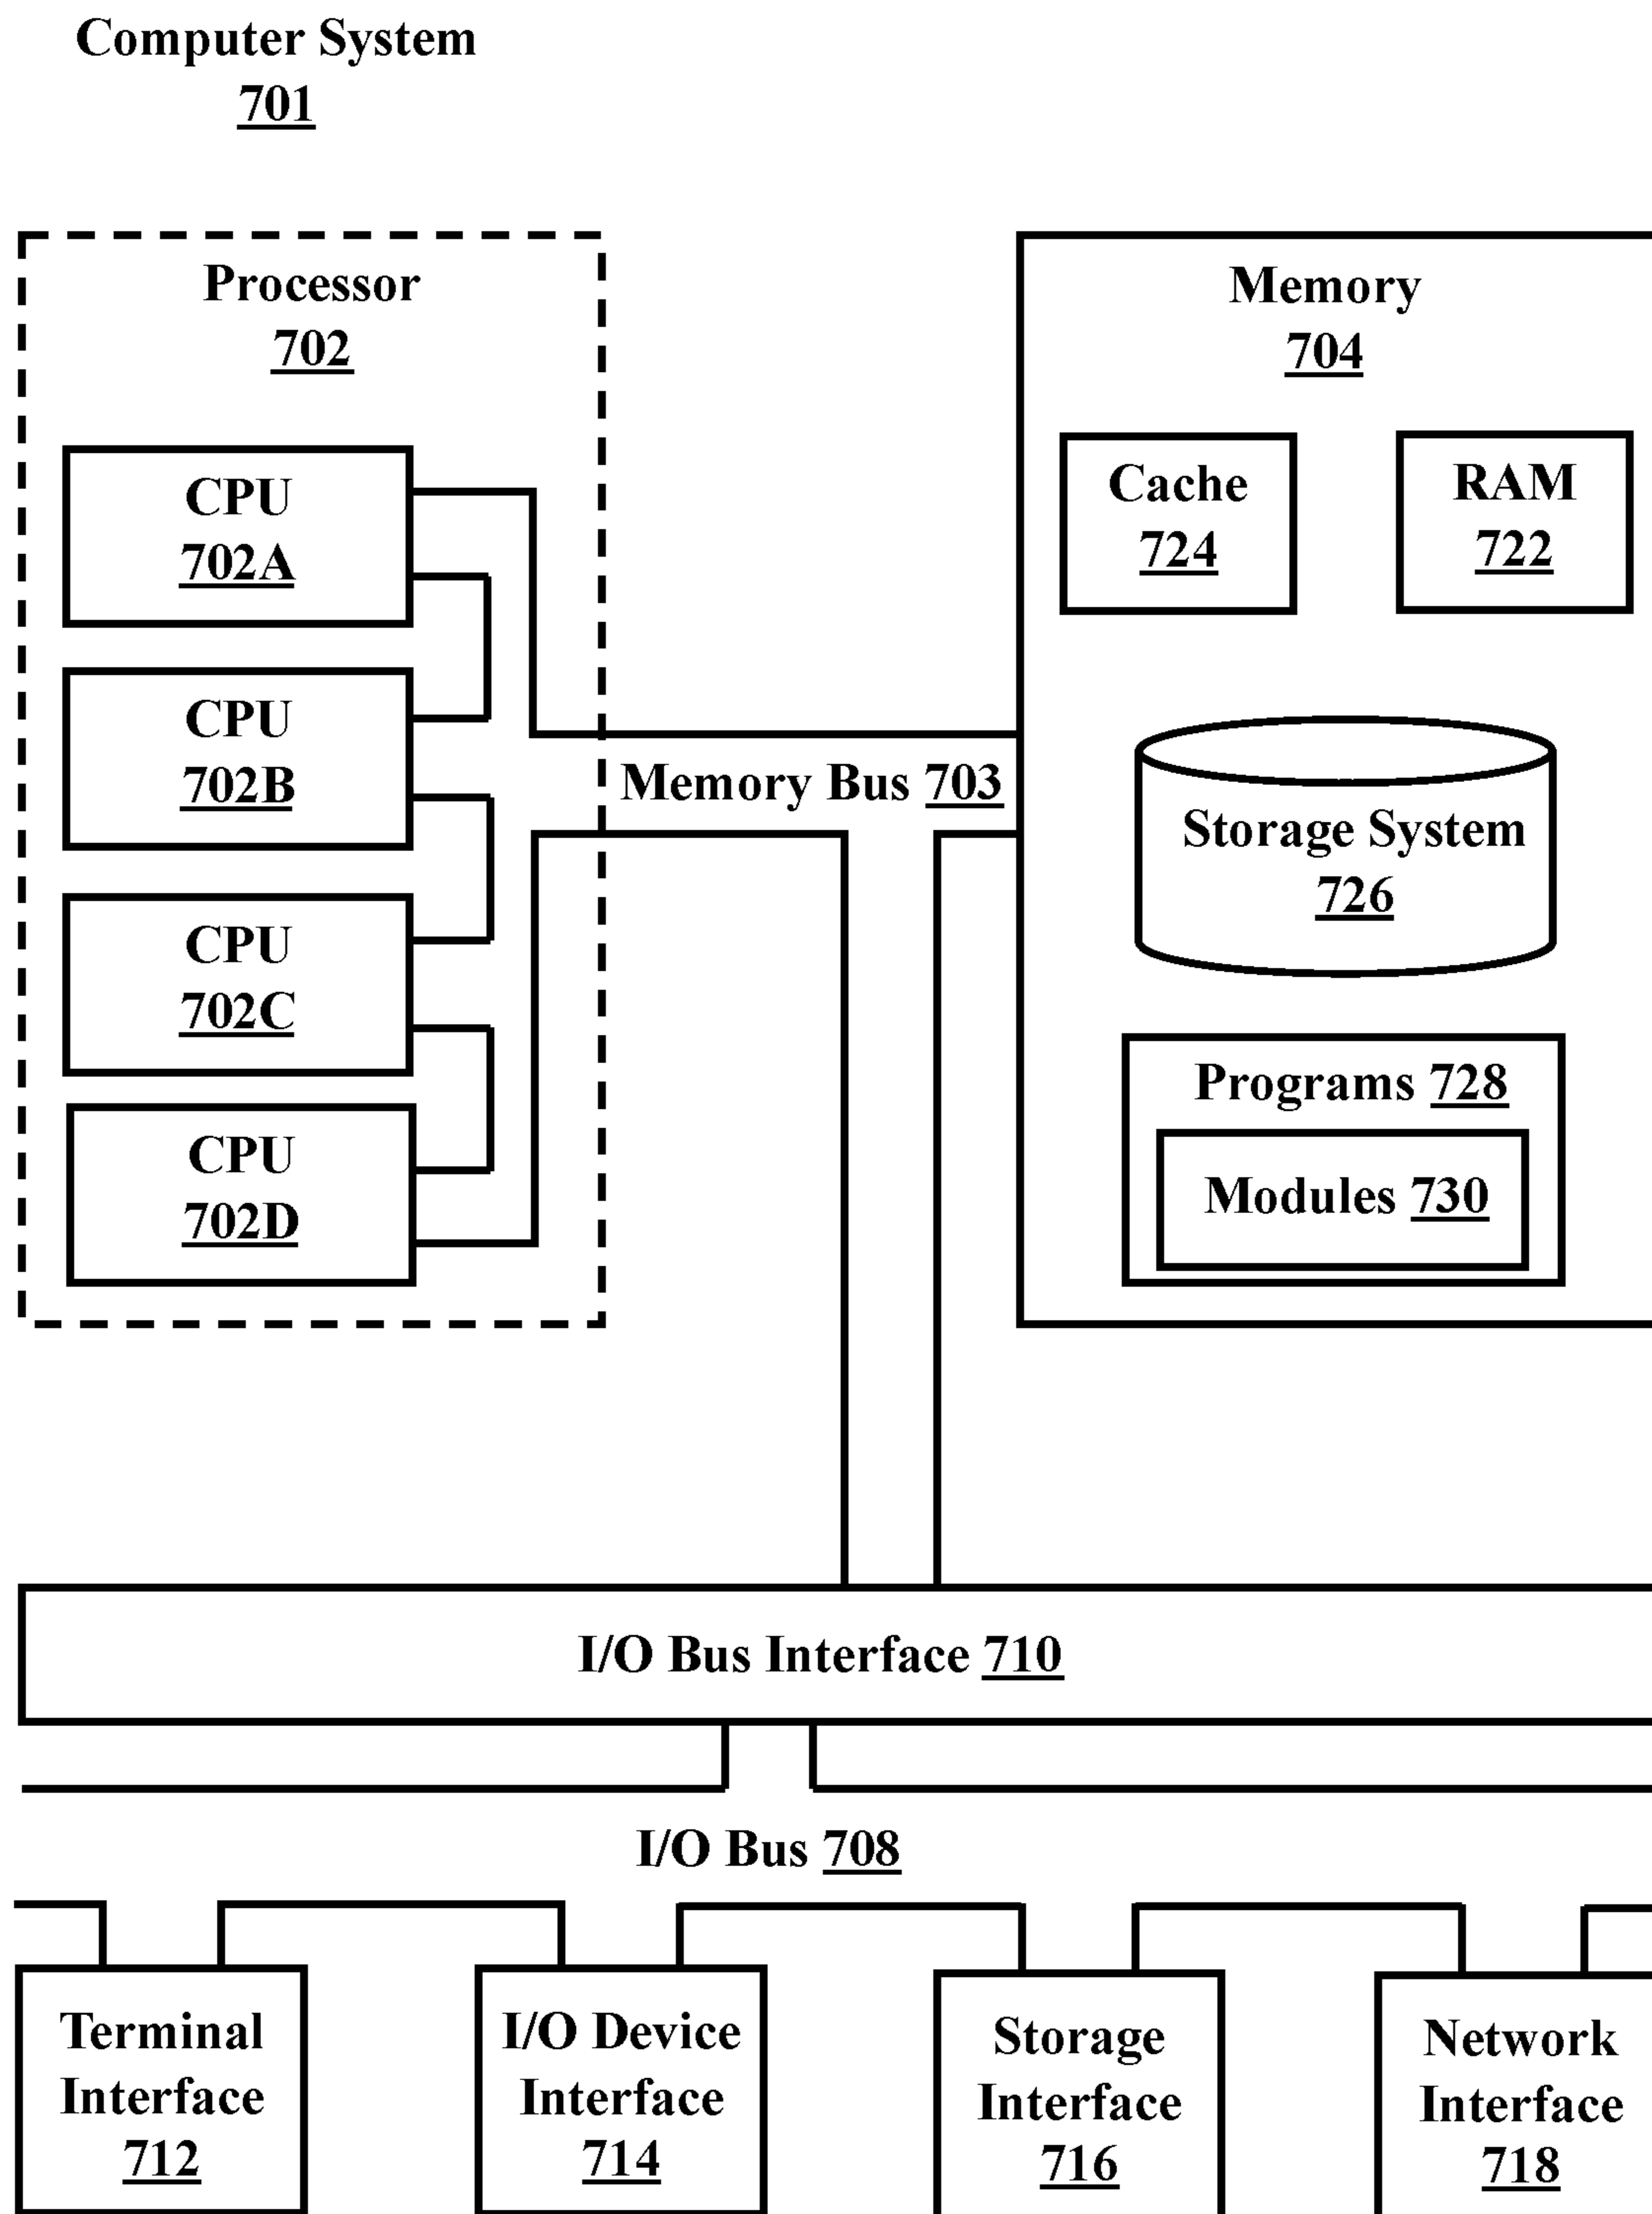 Computer System
701
Processor
702
CPU
702A
CPU
702B
CPU
702C
CPU
702D
Memory Bus 703
Memory
704
Cache
724
RAM
722
Storage System
726
Programs 728
Modules 730
I/O Bus Interface 710
I/O Bus 708
Terminal
Interface
712
I/O Device
Interface
714
Storage
Interface
716
Network
Interface
718